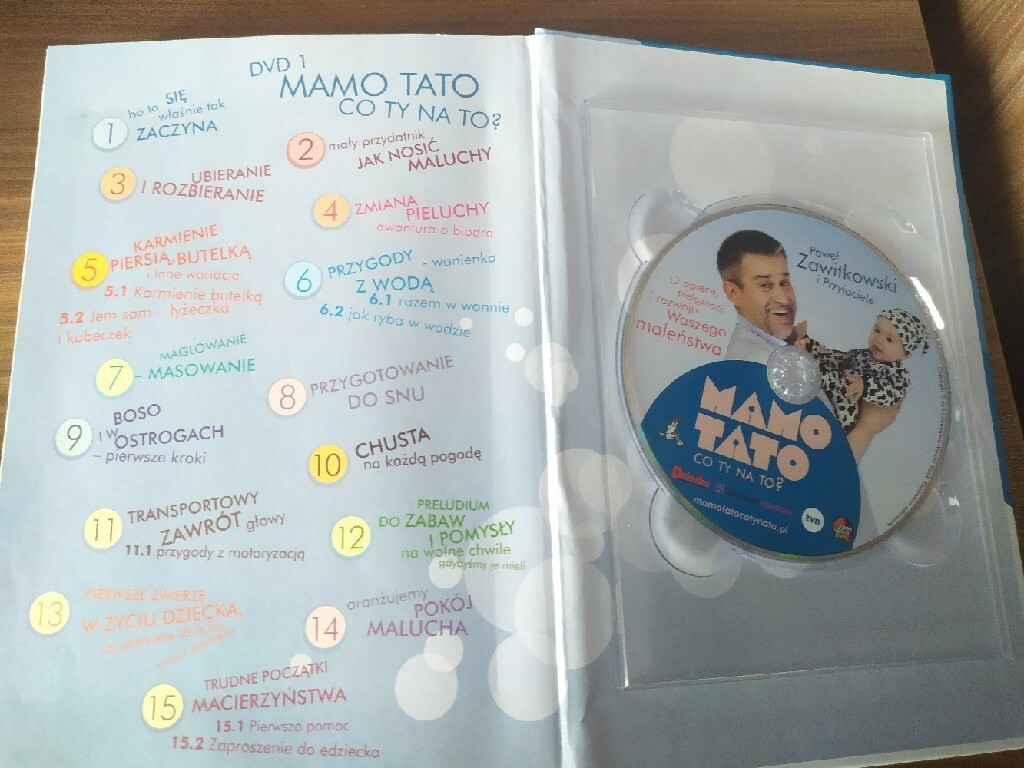 DVD 1
MAMO TATO
CO TY NA TO?
1
bo to SIĘ
właśnie tak
ZACZYNA
2
mały przydatnik
JAK NOSIĆ
MALUCHY
3
UBIERANIE
I ROZBIERANIE
4
ZMIANA
PIELUCHY
awantura o biodra
5
KARMIENIE
PIERSIĄ, BUTELKĄ
i inne wariacje
5.1 Karmienie butelką
5.2 Jem sam - łyżeczka
i kubeczek
6
PRZYGODY - wanienka
Z WODĄ
6.1 razem w wannie
6.2 jak ryba w wodzie
7
MAGLOWANIE
- MASOWANIE
8
PRZYGOTOWANIE
DO SNU
9
BOSO
I W
OSTROGACH
- pierwsze kroki
10
CHUSTA
na każdą pogodę
11
TRANSPORTOWY
ZAWRÓT głowy
11.1 przygody z motoryzacją
12
PRELUDIUM
DO ZABAW
I POMYSŁY
na wolne chwile
gdybyśmy je mieli
13
PIERWSZE ZWIERZĘ
W ŻYCIU DZIECKA,
14
aranżujemy
POKÓJ
MALUCHA
15
TRUDNE POCZĄTKI
MACIERZYŃSTWA
15.1 Pierwsza pomoc
15.2 Zaproszenie do edziecka
Paweł
Zawitkowski
i Przyjaciele
O opiece,
pielęgnacji
i rozwoju
Waszego
maleństwa
MAMO
TATO
CO TY NA TO?
Dziecko
mamotatocotynato.pl
tvn